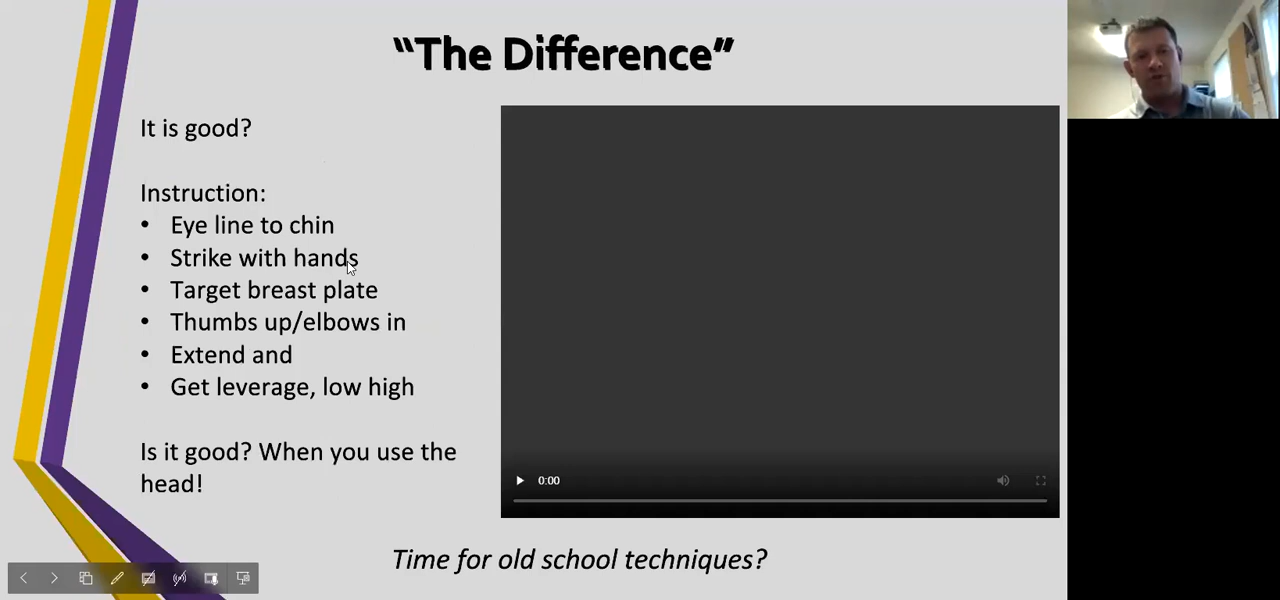 “The Difference”
It is good?
Instruction:
• Eye line to chin
• Strike with hands
• Target breast plate
• Thumbs up/elbows in
• Extend and
• Get leverage, low high
Is it good? When you use the
head!
0:00
Time for old school techniques?